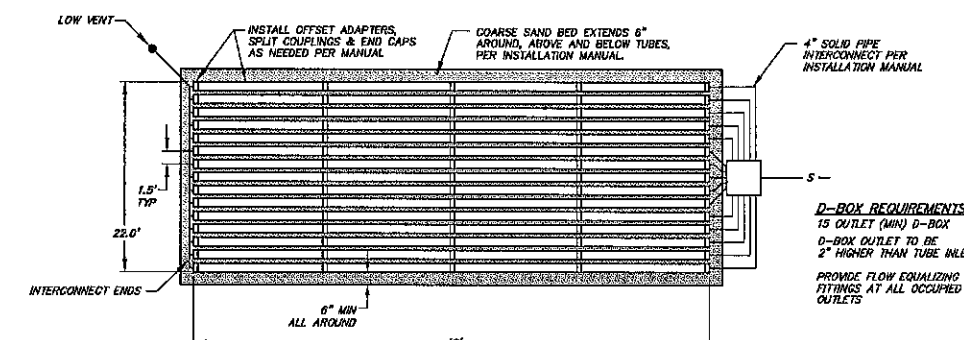 LOW VENT
INSTALL OFFSET ADAPTERS,
SPLIT COUPLINGS & END CAPS
AS NEEDED PER MANUAL
COARSE SAND BED EXTENDS 6"
AROUND, ABOVE AND BELOW TUBES,
PER INSTALLATION MANUAL.
4" SOLID PIPE
INTERCONNECT PER
INSTALLATION MANUAL
1.5'
TYP
22.0'
S
D-BOX REQUIREMENTS
15 OUTLET (MIN) D-BOX
D-BOX OUTLET TO BE
2" HIGHER THAN TUBE
PROVIDE FLOW EQUALIZING
FITTINGS AT ALL OCCUPIED
OUTLETS
INTERCONNECT ENDS
6" MIN
ALL AROUND